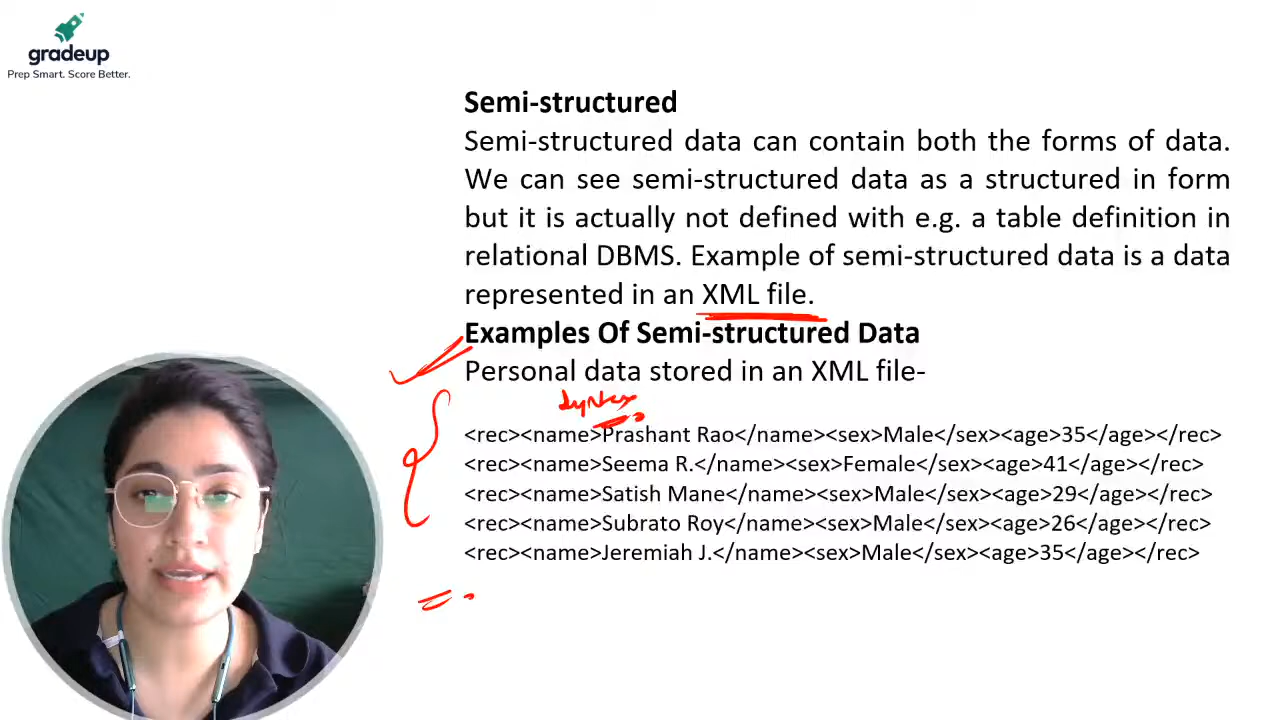 gradeup
Prep Smart. Score Better.
Semi-structured
Semi-structured data can contain both the forms of data.
We can see semi-structured data as a structured in form
but it is actually not defined with e.g. a table definition in
relational DBMS. Example of semi-structured data is a data
represented in an XML file.
Examples Of Semi-structured Data
Personal data stored in an XML file-
Syntax
<rec><name>Prashant Rao</name><sex>Male</sex><age>35</age></rec>
<rec><name>Seema R.</name><sex>Female</sex><age>41</age></rec>
<rec><name>Satish Mane</name><sex>Male</sex><age>29</age></rec>
<rec><name>Subrato Roy</name><sex>Male</sex><age>26</age></rec>
<rec><name>Jeremiah J.</name><sex>Male</sex><age>35</age></rec>